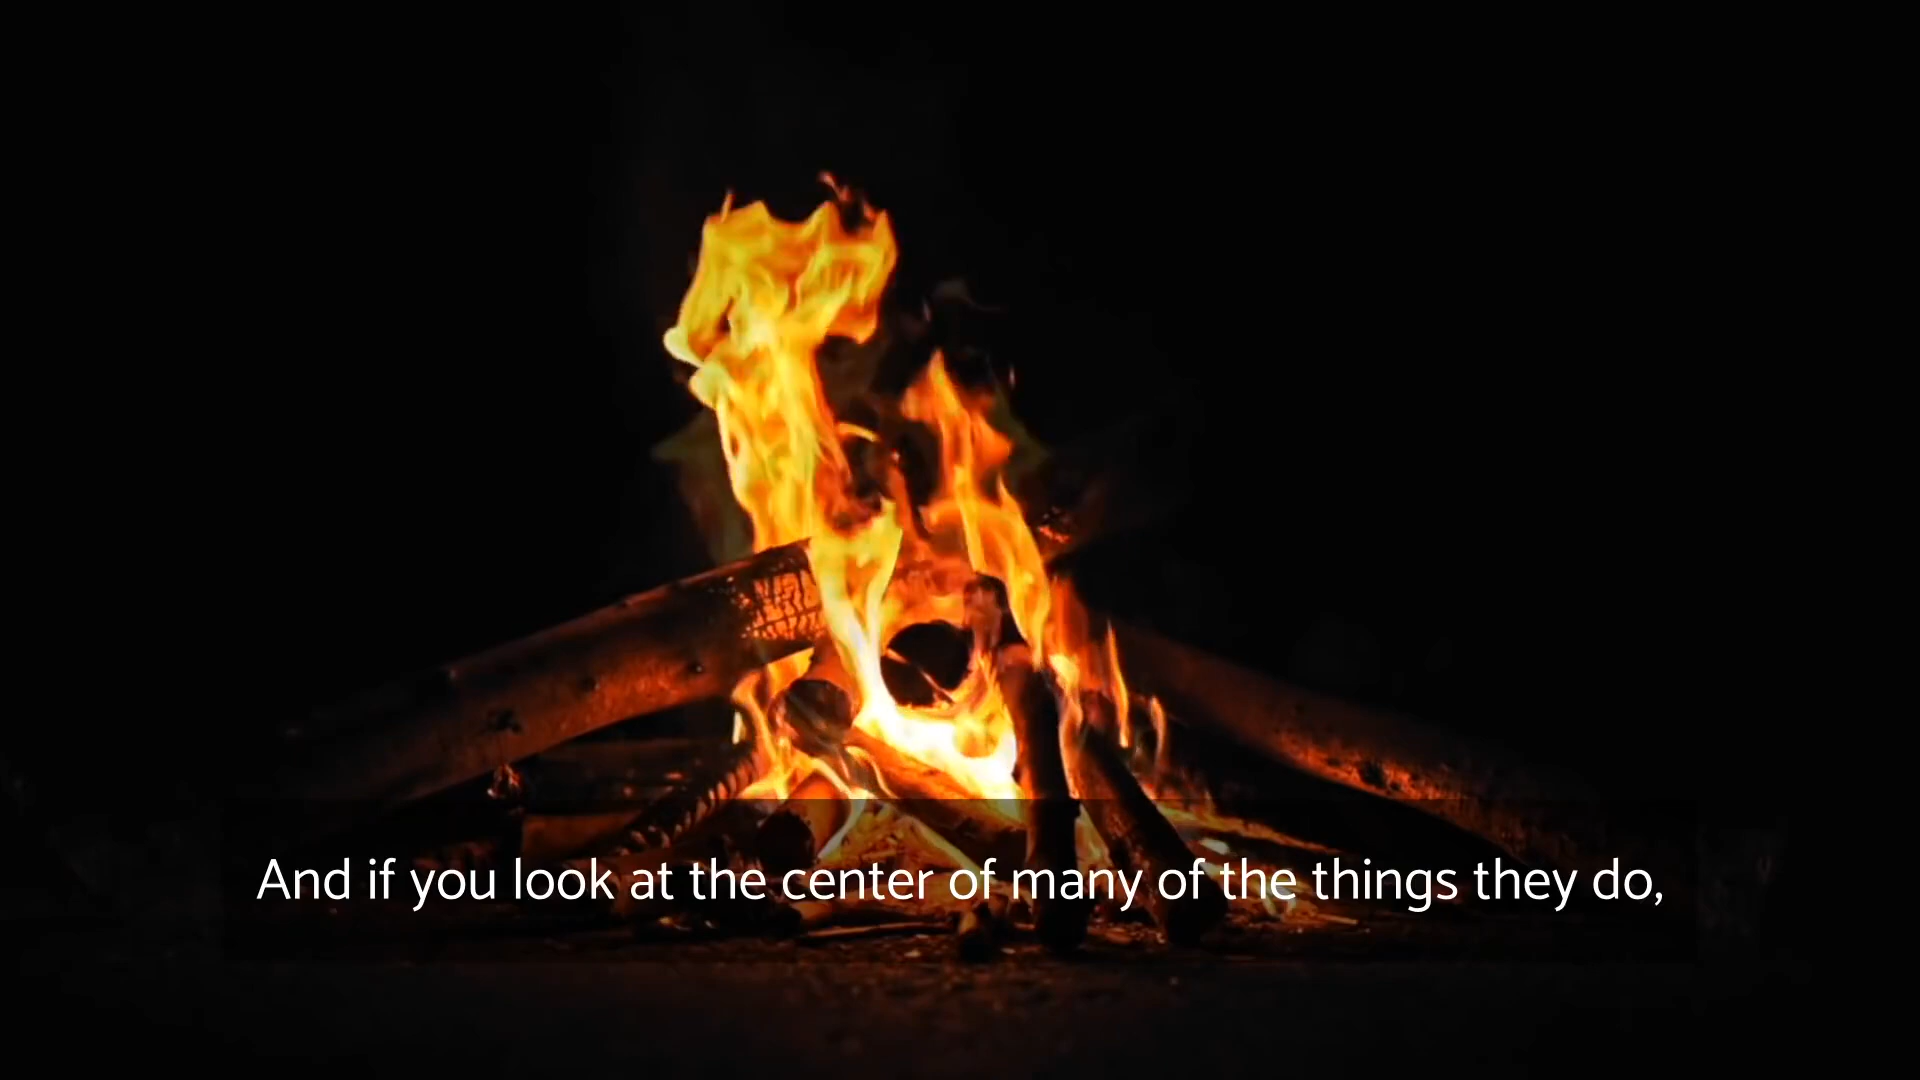 And if you look at the center of many of the things they do,